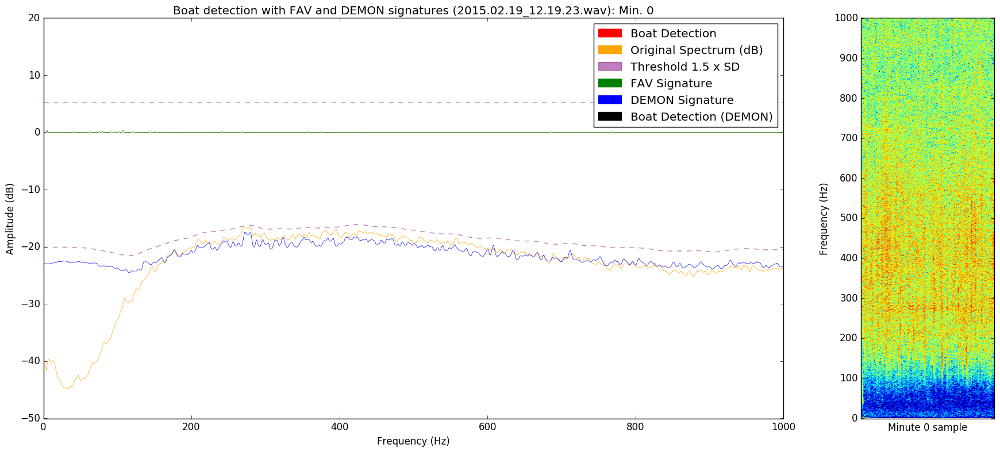 Boat detection with FAV and DEMON signatures (2015.02.19_12.19.23.wav): Min. 0
Boat Detection
Original Spectrum (dB)
Threshold 1.5 x SD
FAV Signature
DEMON Signature
Boat Detection (DEMON)
Amplitude (dB)
20
10
0
−10
−20
−30
−40
−50
0
200
400
600
800
1000
Frequency (Hz)
Frequency (Hz)
1000
900
800
700
600
500
400
300
200
100
0
Minute 0 sample